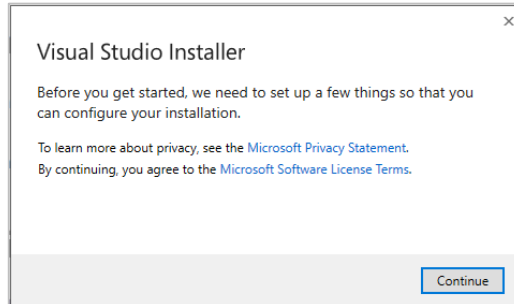 Visual Studio Installer
Before you get started, we need to set up a few things so that you
can configure your installation.
To learn more about privacy, see the Microsoft Privacy Statement.
By continuing, you agree to the Microsoft Software License Terms.
Continue